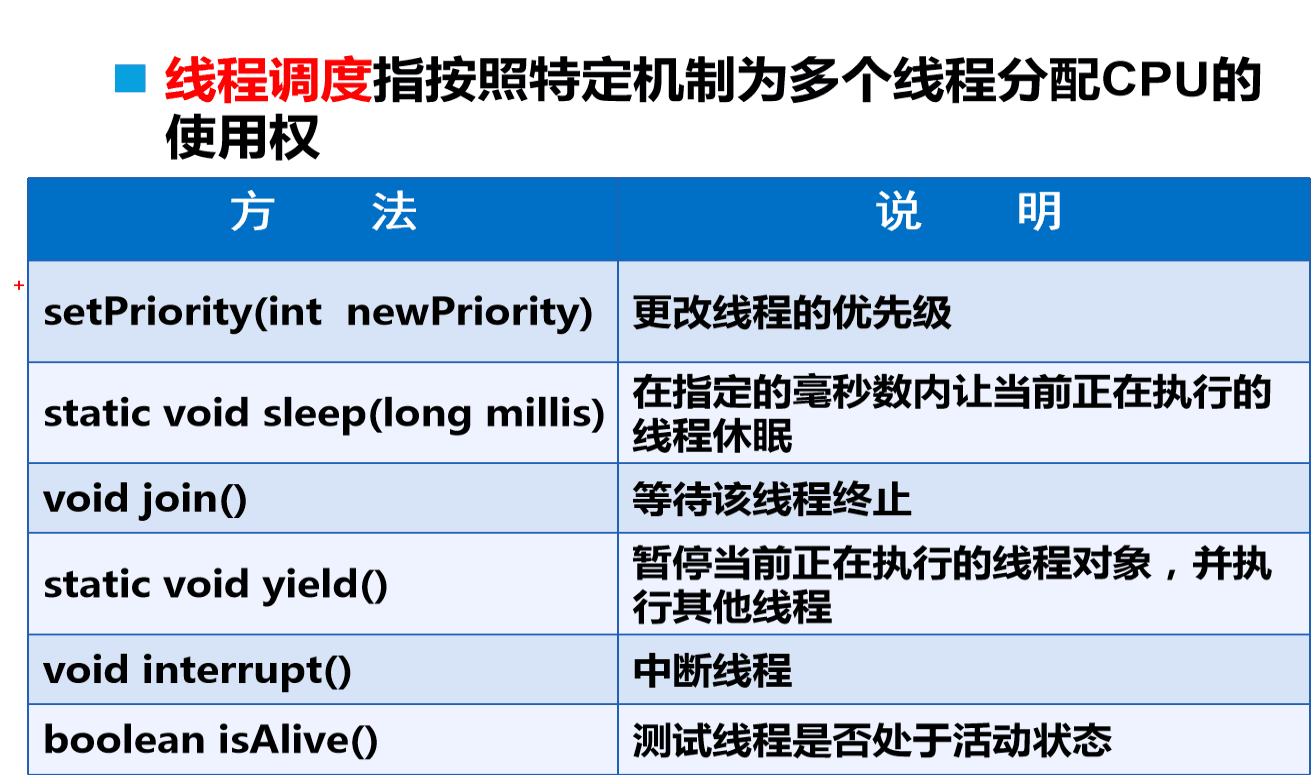 线程调度指按照特定机制为多个线程分配CPU的
使用权
方 法
说 明
setPriority(int newPriority)
更改线程的优先级
static void sleep(long millis)
在指定的毫秒数内让当前正在执行的
线程休眠
void join()
等待该线程终止
static void yield()
暂停当前正在执行的线程对象，并执
行其他线程
void interrupt()
中断线程
boolean isAlive()
测试线程是否处于活动状态